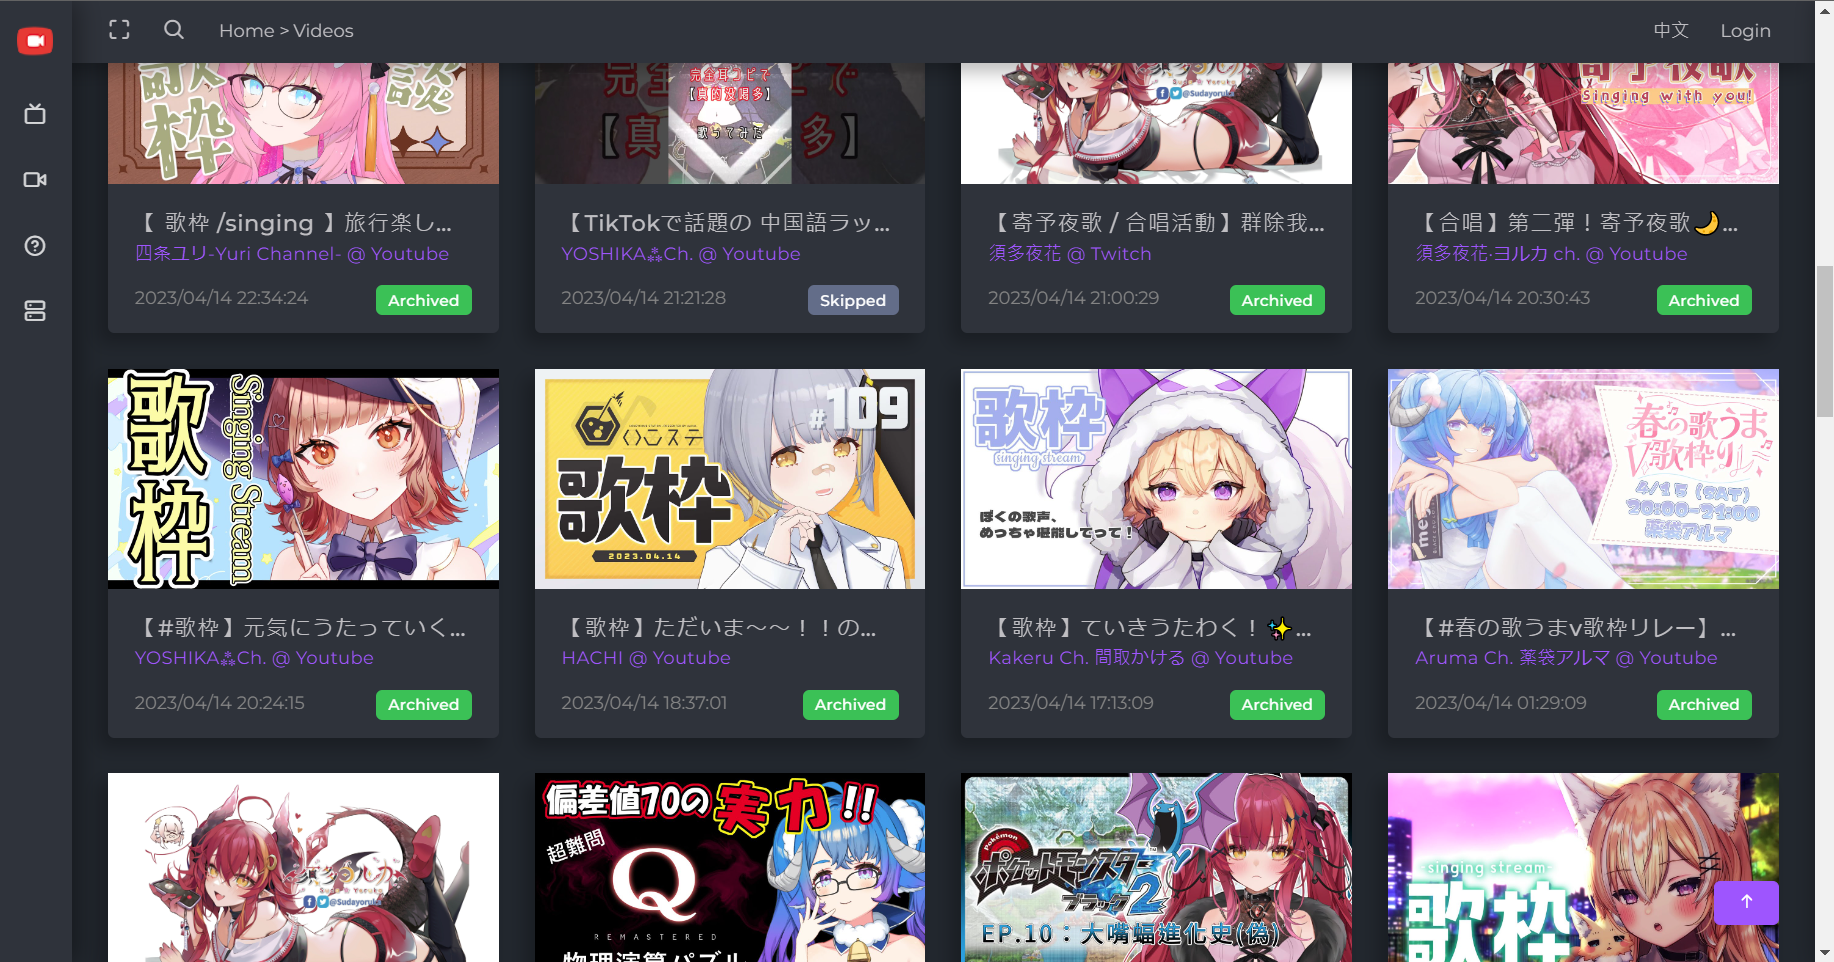 Home > Videos
中文
Login
歌枠
談
完全耳コピで
【真的没限多】
歌ってみた
@Sudayoruka
寄予夜歌
Singing with you!
【 歌枠 /singing 】旅行楽し...
四条ユリ-Yuri Channel- @ Youtube
2023/04/14 22:34:24
Archived
【TikTokで話題の 中国語ラッ...
YOSHIKA⁂Ch. @ Youtube
2023/04/14 21:21:28
Skipped
【寄予夜歌 / 合唱活動】群除我...
須多夜花 @ Twitch
2023/04/14 21:00:29
Archived
【合唱】第二彈！寄予夜歌🌙...
須多夜花·ヨルカ ch. @ Youtube
2023/04/14 20:30:43
Archived
歌枠
Singing Stream
#109
歌枠
2023.04.14
歌枠
singing stream
ぼくの歌声、
めっちゃ堪能してって！
春の歌うま
V歌枠リレー
4/15 (SAT)
20:00-21:00
薬袋アルマ
【#歌枠】元気にうたっていく...
YOSHIKA⁂Ch. @ Youtube
2023/04/14 20:24:15
Archived
【歌枠】ただいま〜〜！！の...
HACHI @ Youtube
2023/04/14 18:37:01
Archived
【歌枠】ていきうたわく！✨...
Kakeru Ch. 間取かける @ Youtube
2023/04/14 17:13:09
Archived
【#春の歌うまv歌枠リレー】...
Aruma Ch. 薬袋アルマ @ Youtube
2023/04/14 01:29:09
Archived
@Sudayoruka
偏差値70の実力!!
超難問
Q
REMASTERED
物理演算パズル
Pokémon
ポケットモンスター
ブラック2
EP.10：大嘴蝠進化史(偽)
-singing stream-
歌枠